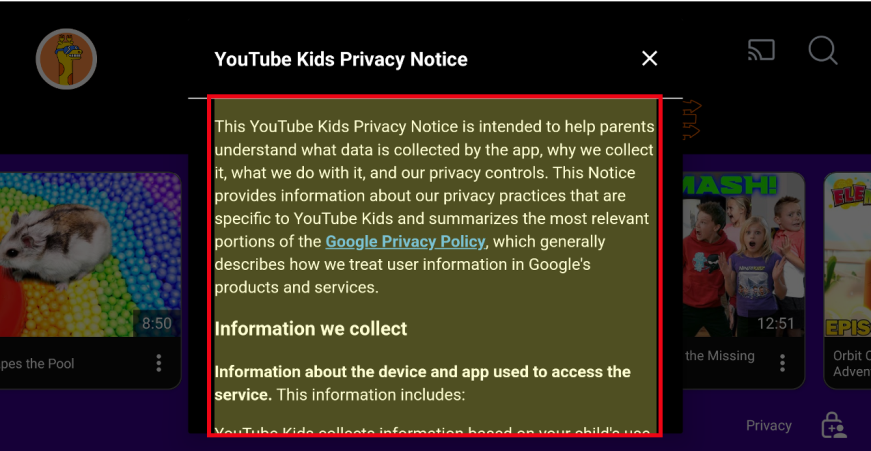 YouTube Kids Privacy Notice
This YouTube Kids Privacy Notice is intended to help parents
understand what data is collected by the app, why we collect
it, what we do with it, and our privacy controls. This Notice
provides information about our privacy practices that are
specific to YouTube Kids and summarizes the most relevant
portions of the Google Privacy Policy, which generally
describes how we treat user information in Google's
products and services.
Information we collect
Information about the device and app used to access the
service. This information includes:
YouTube Kids collects information based on your child's use
8:50
pes the Pool
MASH!
12:51
the Missing
ELE
EPIS
Orbit
Adven
Privacy